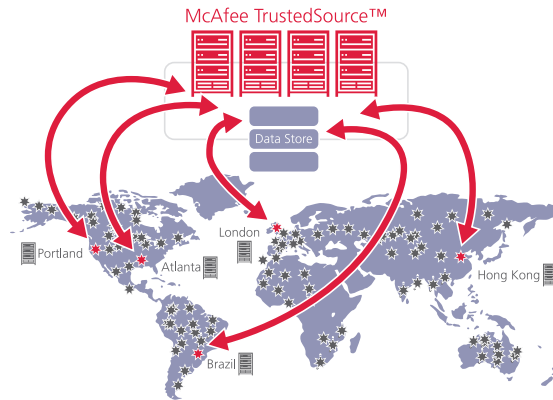 McAfee TrustedSource™
Data Store
London
Portland
Atlanta
Hong Kong
Brazil